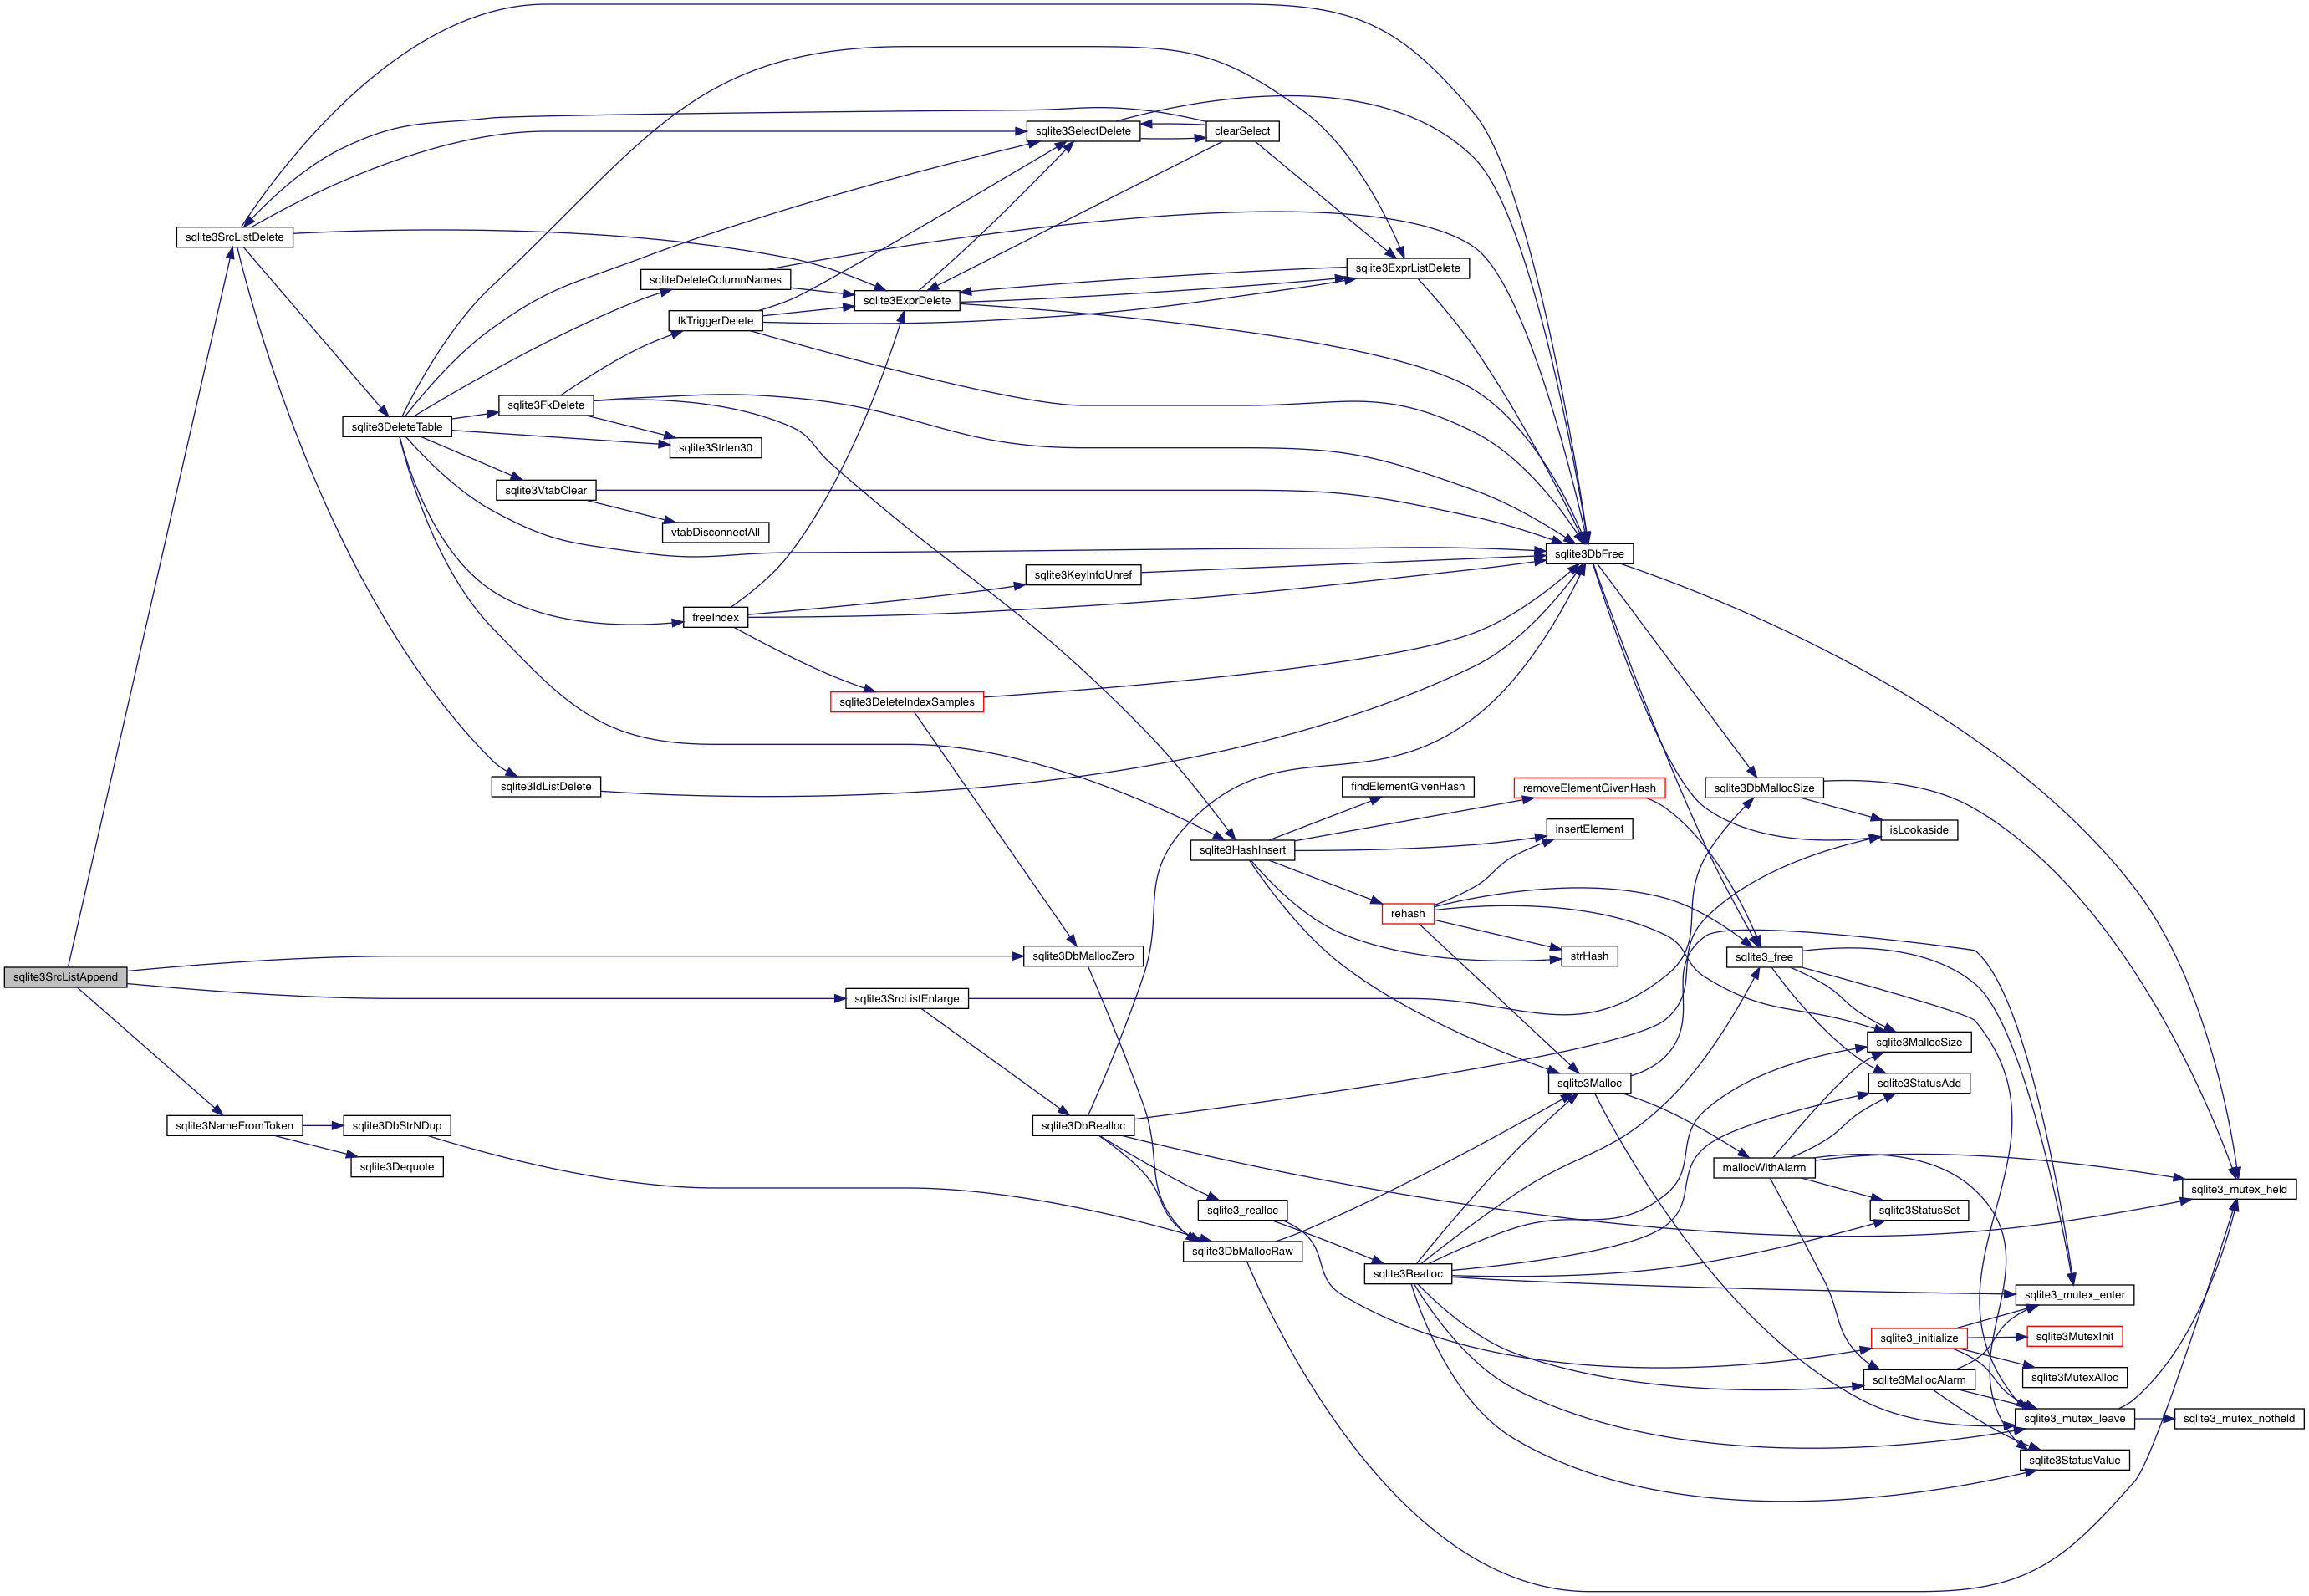 sqlite3SelectDelete
clearSelect
sqlite3SrcListDelete
sqlite3ExprListDelete
sqliteDeleteColumnNames
sqlite3ExprDelete
fkTriggerDelete
sqlite3FkDelete
sqlite3DeleteTable
sqlite3Strlen30
sqlite3VtabClear
vtabDisconnectAll
sqlite3DbFree
sqlite3KeyInfoUnref
freeIndex
sqlite3DeleteIndexSamples
sqlite3IdListDelete
findElementGivenHash
removeElementGivenHash
sqlite3DbMallocSize
insertElement
isLookaside
sqlite3HashInsert
rehash
sqlite3DbMallocZero
strHash
sqlite3_free
sqlite3SrcListAppend
sqlite3SrcListEnlarge
sqlite3MallocSize
sqlite3Malloc
sqlite3StatusAdd
sqlite3NameFromToken
sqlite3DbStrNDup
sqlite3DbRealloc
sqlite3Dequote
mallocWithAlarm
sqlite3_mutex_held
sqlite3_realloc
sqlite3StatusSet
sqlite3DbMallocRaw
sqlite3Realloc
sqlite3_mutex_enter
sqlite3_initialize
sqlite3MutexInit
sqlite3MallocAlarm
sqlite3MutexAlloc
sqlite3_mutex_leave
sqlite3_mutex_notheld
sqlite3StatusValue